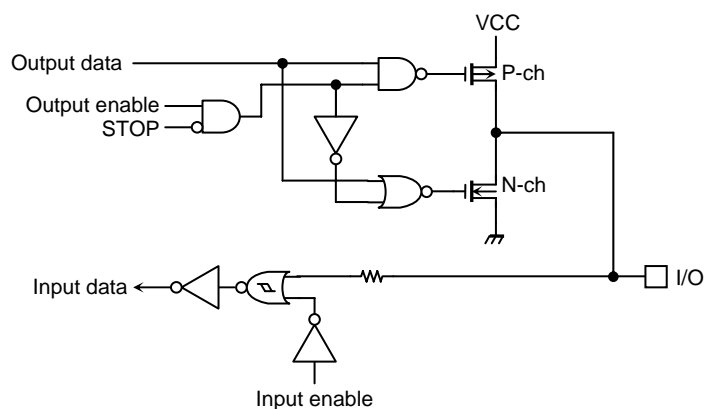 VCC
Output data
P-ch
Output enable
STOP
N-ch
Input data
I/O
Input enable